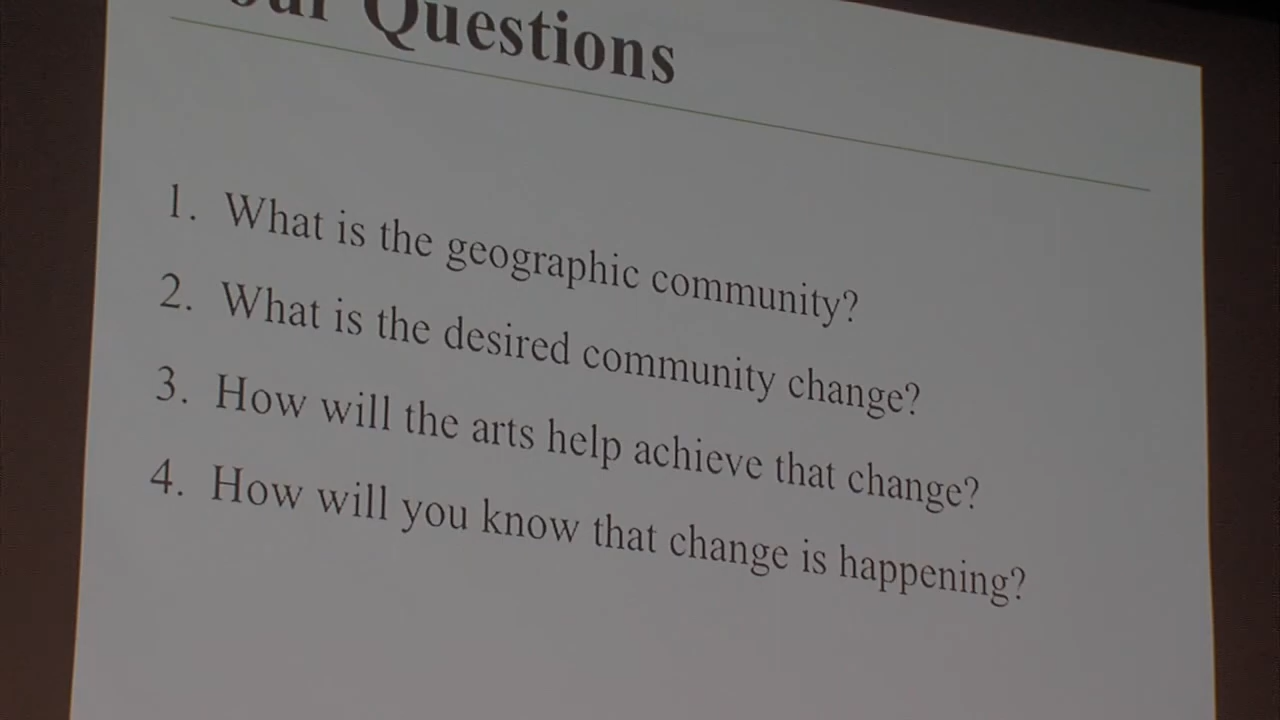 Questions
1. What is the geographic community?
2. What is the desired community change?
3. How will the arts help achieve that change?
4. How will you know that change is happening?